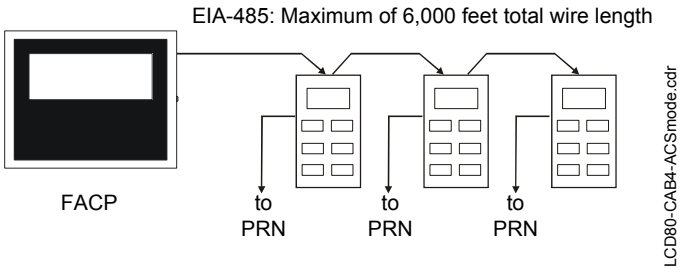 EIA-485: Maximum of 6,000 feet total wire length
FACP
to
PRN
to
PRN
to
PRN
LCD80-CAB4-ACSmode.cdr